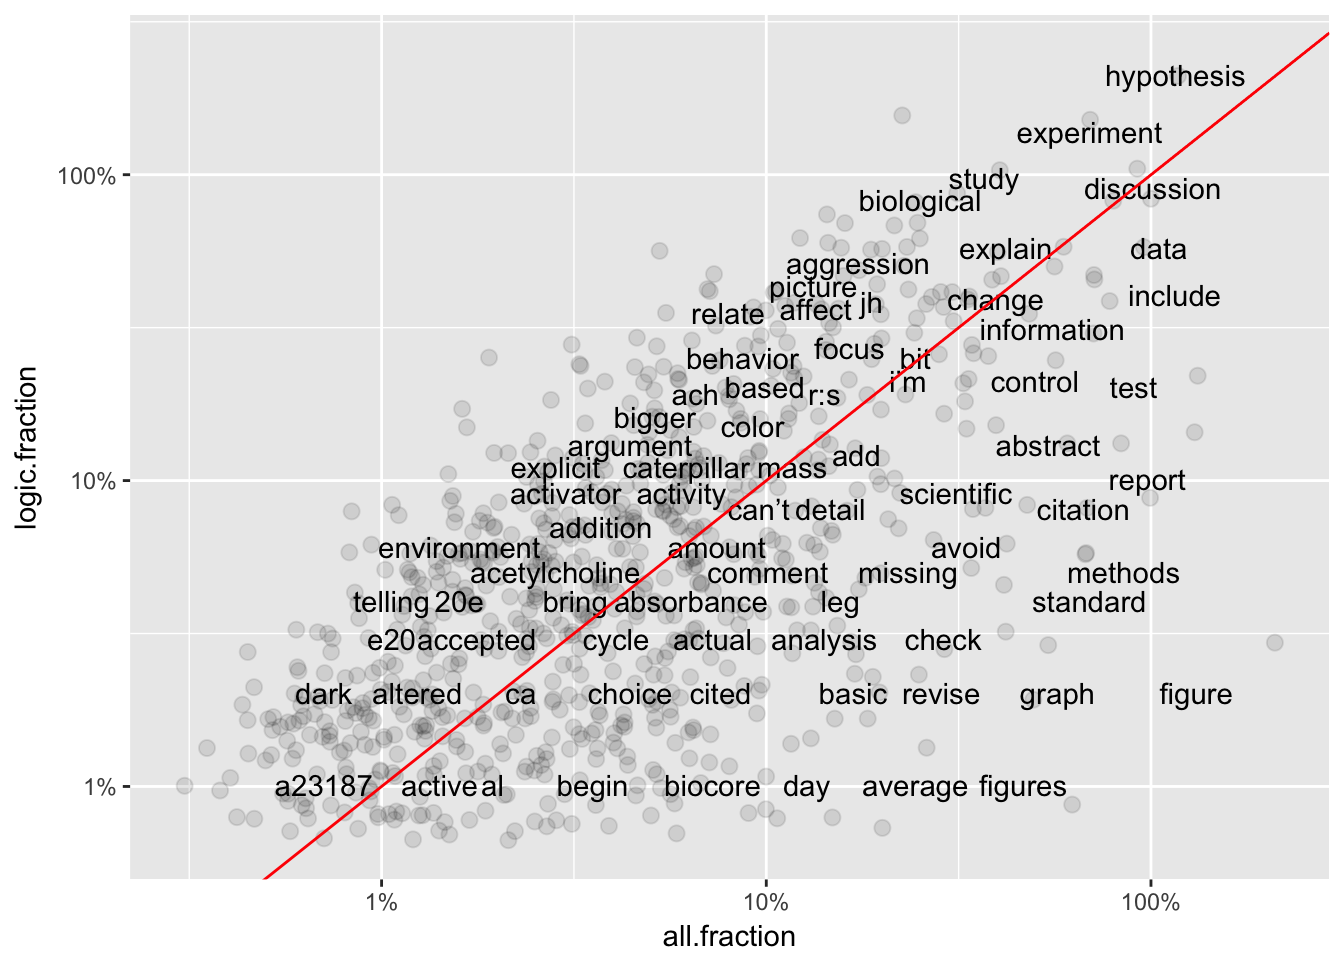 hypothesis
experiment
100%
study
discussion
biological
explain data
aggression
picture
include
change
affect jh
relate
information
focus
behavior bit
i'm control
based test
ach r:s
bigger
color
argument abstract
add
explicit caterpillar mass
10%
report
activator activity scientific
can't detail citation
addition
environment amount avoid
acetylcholine comment missing methods
telling 20e bring absorbance leg standard
e20 accepted cycle actual analysis check
dark altered ca choice cited basic revise graph figure
1%
a23187 active al begin biocore day average figures
logic.fraction
1% 10% 100%
all.fraction